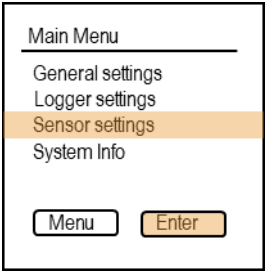 Main Menu
General settings
Logger settings
Sensor settings
System Info
Menu Enter